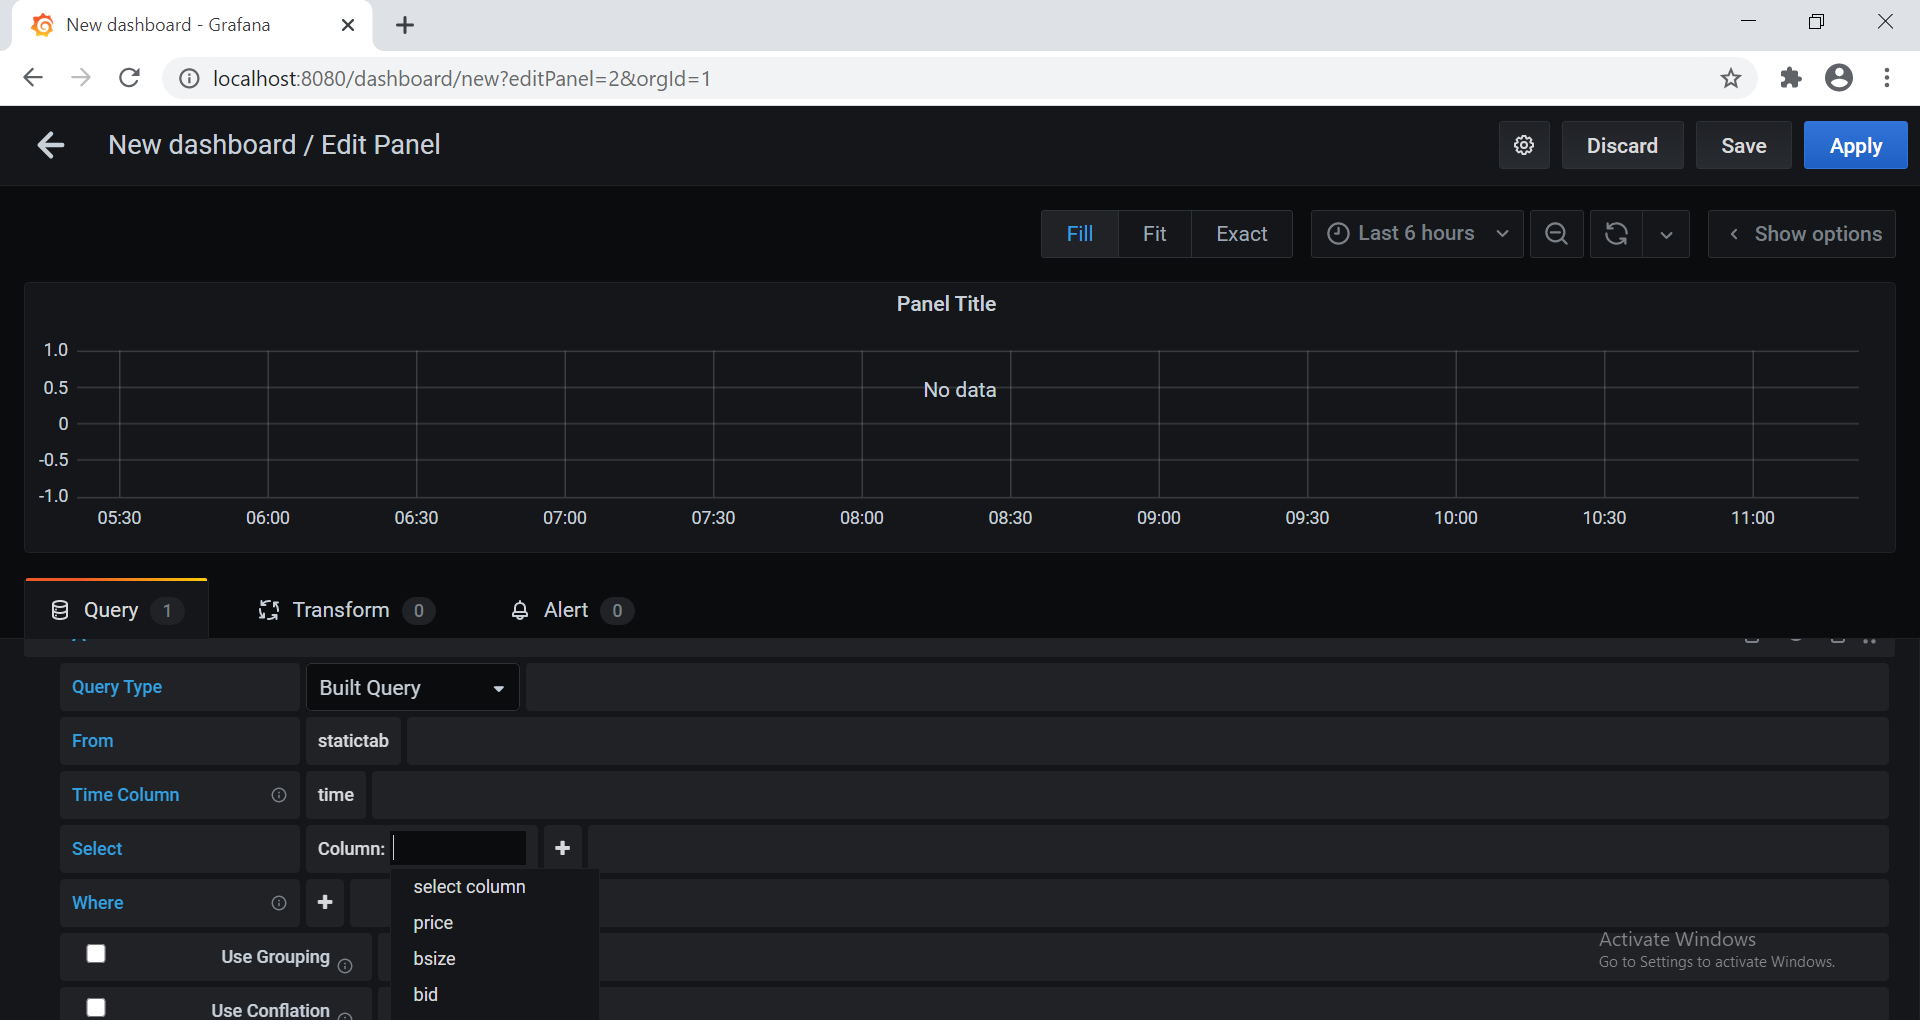 New dashboard - Grafana
localhost:8080/dashboard/new?editPanel=2&orgId=1
New dashboard / Edit Panel
Discard
Save
Apply
Fill
Fit
Exact
Last 6 hours
Show options
Panel Title
1.0
0.5
0
-0.5
-1.0
No data
05:30
06:00
06:30
07:00
07:30
08:00
08:30
09:00
09:30
10:00
10:30
11:00
Query 1
Transform 0
Alert 0
Query Type
Built Query
From
statictab
Time Column
time
Select
Column:
select column
price
bsize
bid
Where
Use Grouping
Use Conflation
Activate Windows
Go to Settings to activate Windows.